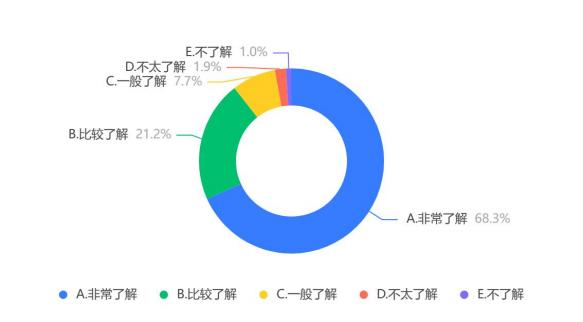 E.不了解 1.0%
D.不太了解 1.9%
C.一般了解 7.7%
B.比较了解 21.2%
A.非常了解 68.3%
A.非常了解 B.比较了解 C.一般了解 D.不太了解 E.不了解